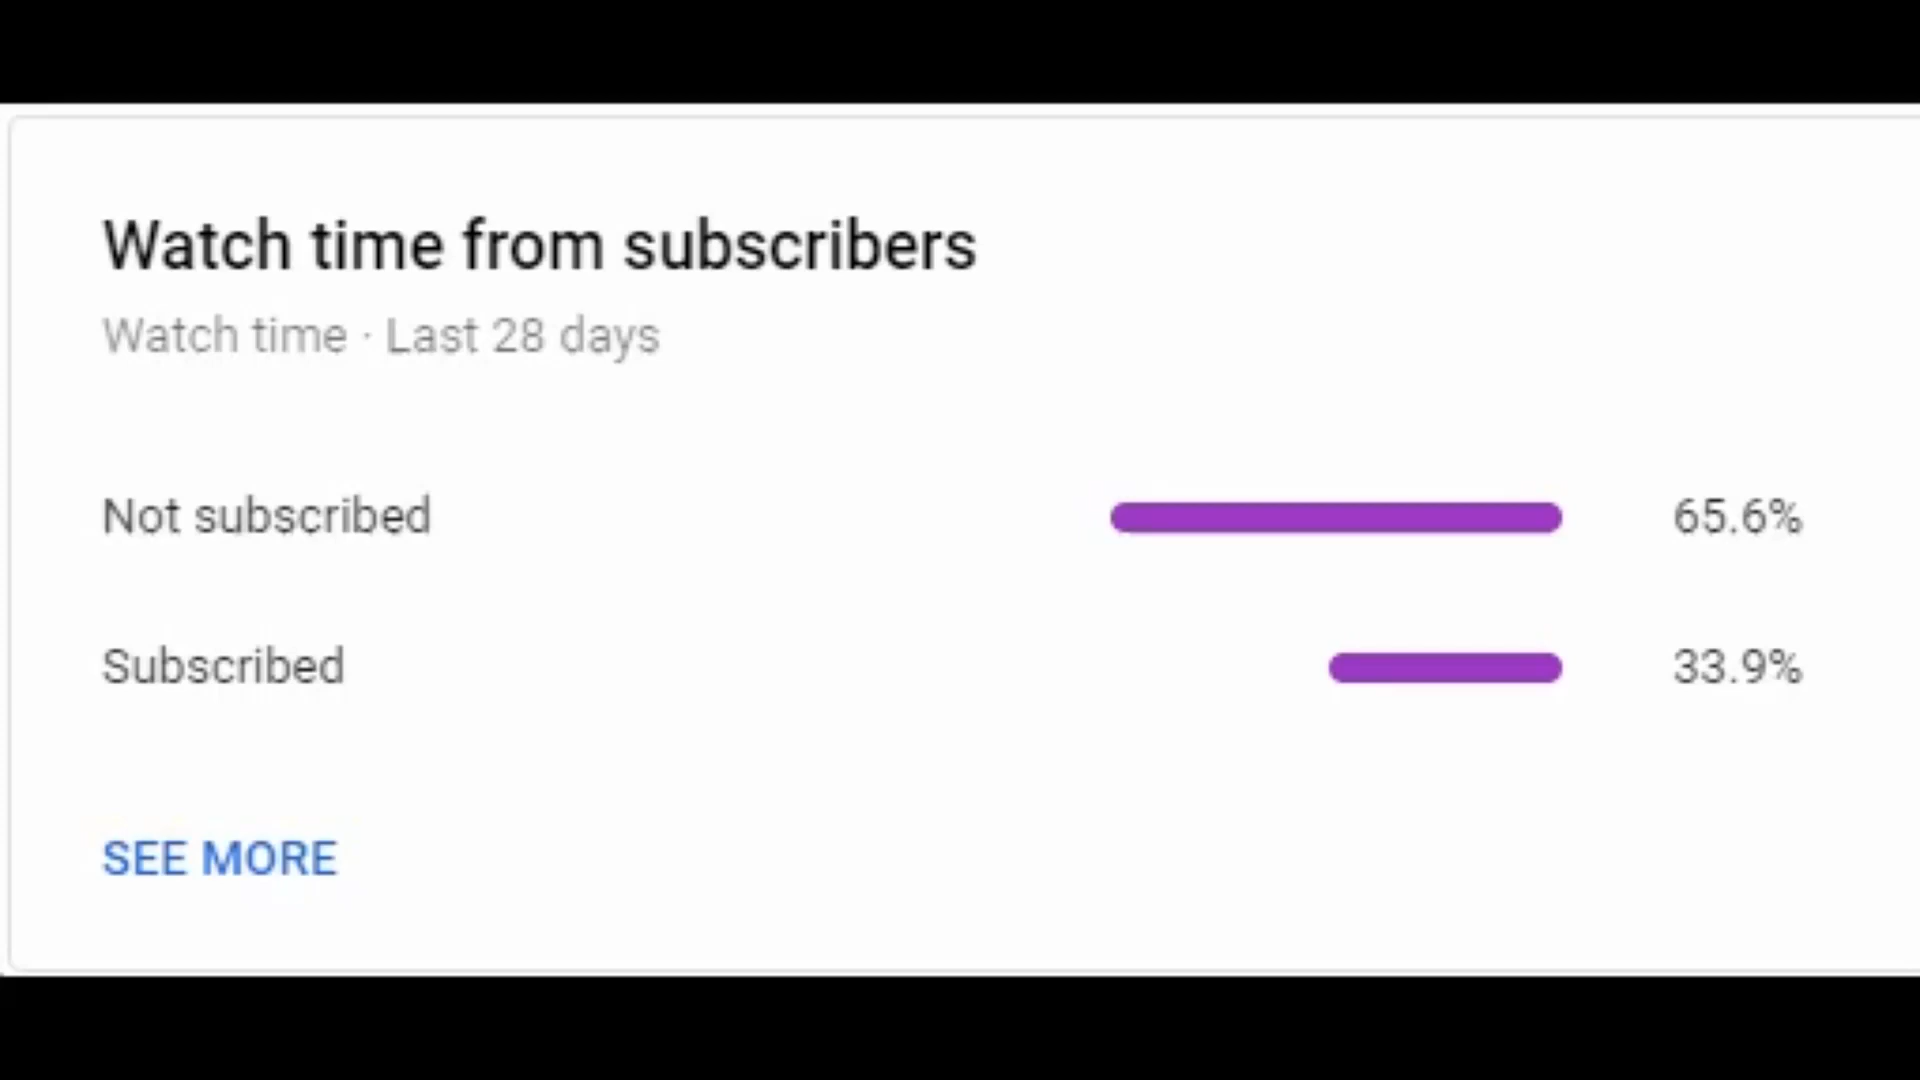 Watch time from subscribers
Watch time · Last 28 days
Not subscribed 65.6%
Subscribed 33.9%
SEE MORE